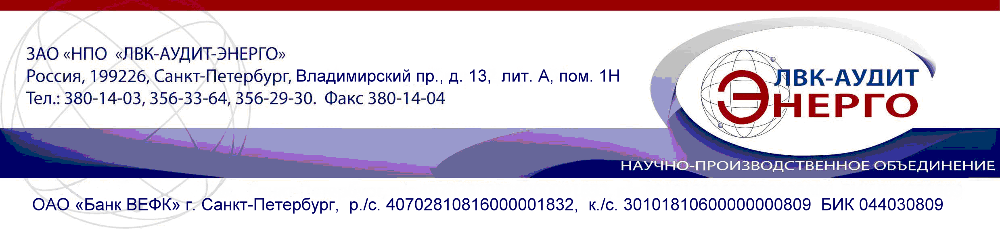 ЗАО «НПО «ЛВК-АУДИТ-ЭНЕРГО»
Россия, 199226, Санкт-Петербург, Владимирский пр., д. 13, лит. А, пом. 1Н
Тел.: 380-14-03, 356-33-64, 356-29-30. Факс 380-14-04
ЛВК-АУДИТ
ЭНЕРГО
НАУЧНО-ПРОИЗВОДСТВЕННОЕ ОБЪЕДИНЕНИЕ
ОАО «Банк ВЕФК» г. Санкт-Петербург, р./с. 40702810816000001832, к./с. 30101810600000000809 БИК 044030809